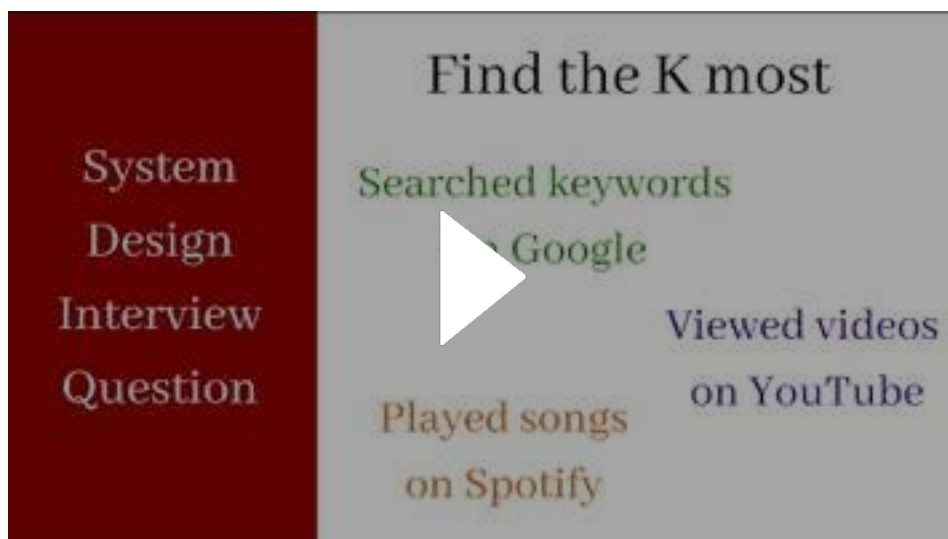 System
Design
Interview
Question
Find the K most
Searched keywords
Google
Viewed videos
on YouTube
Played songs
on Spotify